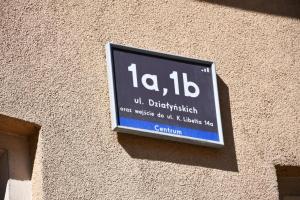 1a,1b
ul. Działyńskich
oraz wejście do ul. K. Libelta 14a
Centrum